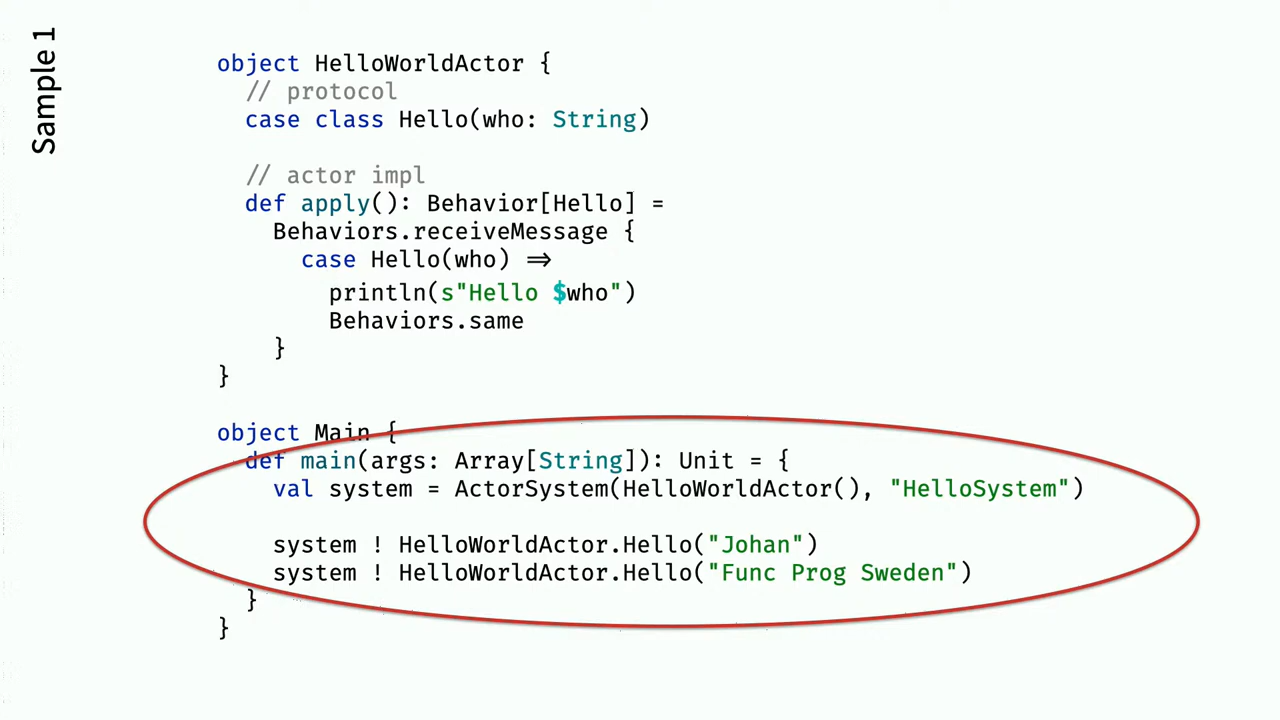 Sample 1
object HelloWorldActor {
// protocol
case class Hello(who: String)
// actor impl
def apply(): Behavior[Hello] =
Behaviors.receiveMessage {
case Hello(who) ⇒
println(s"Hello $who")
Behaviors.same
}
}
object Main {
def main(args: Array[String]): Unit = {
val system = ActorSystem(HelloWorldActor(), "HelloSystem")
system ! HelloWorldActor.Hello("Johan")
system ! HelloWorldActor.Hello("Func Prog Sweden")
}
}